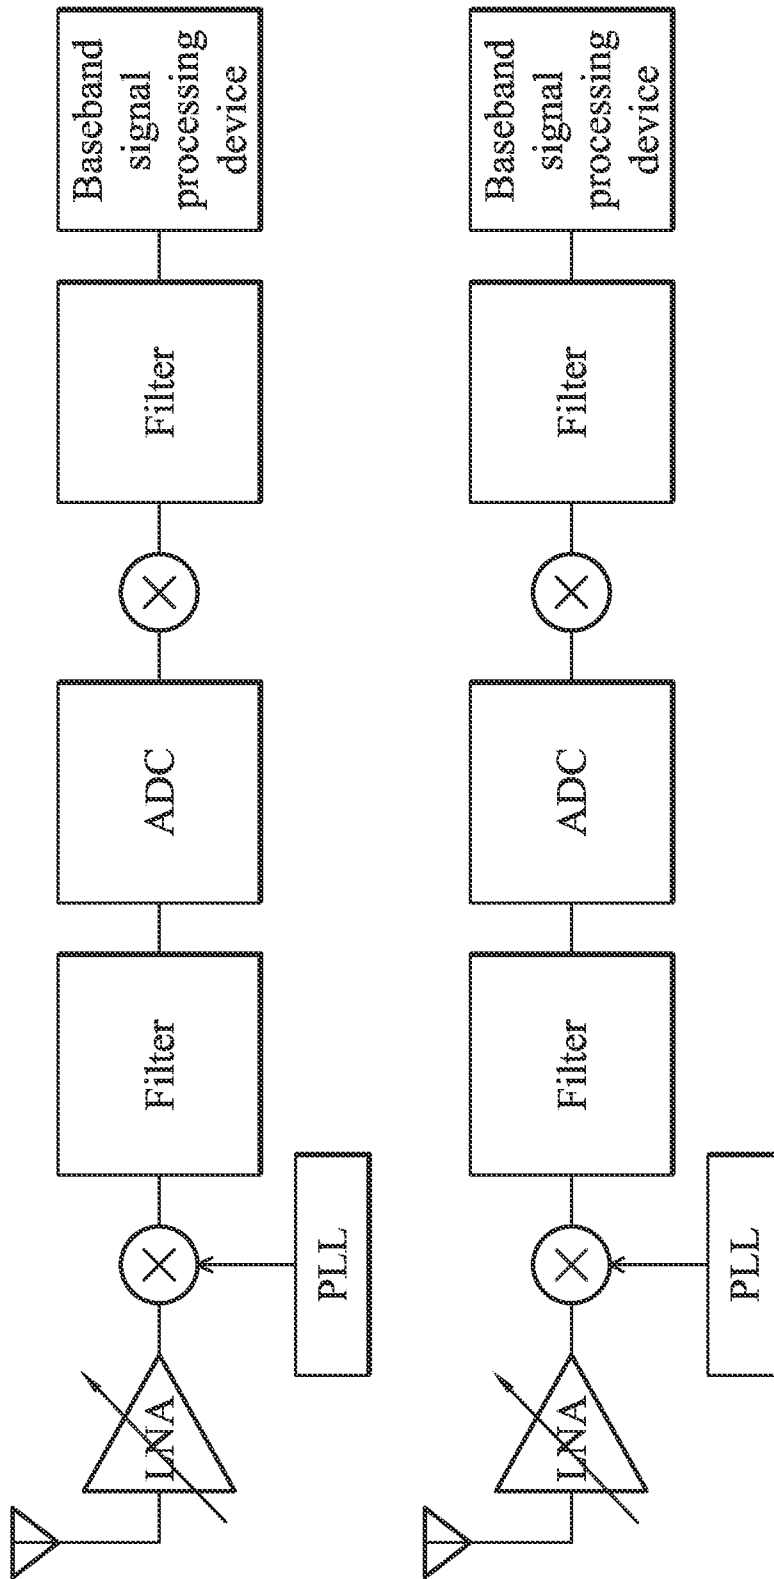 LNA
PLL
Filter
ADC
Filter
Baseband
signal
processing
device
LNA
PLL
Filter
ADC
Filter
Baseband
signal
processing
device